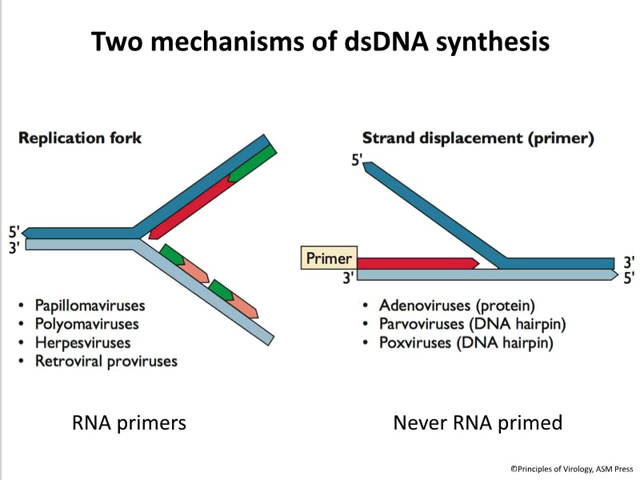 Two mechanisms of dsDNA synthesis
Replication fork
5'
3'
• Papillomaviruses
• Polyomaviruses
• Herpesviruses
• Retroviral proviruses
RNA primers
Strand displacement (primer)
5'
Primer
3'
3'
5'
• Adenoviruses (protein)
• Parvoviruses (DNA hairpin)
• Poxviruses (DNA hairpin)
Never RNA primed
©Principles of Virology, ASM Press